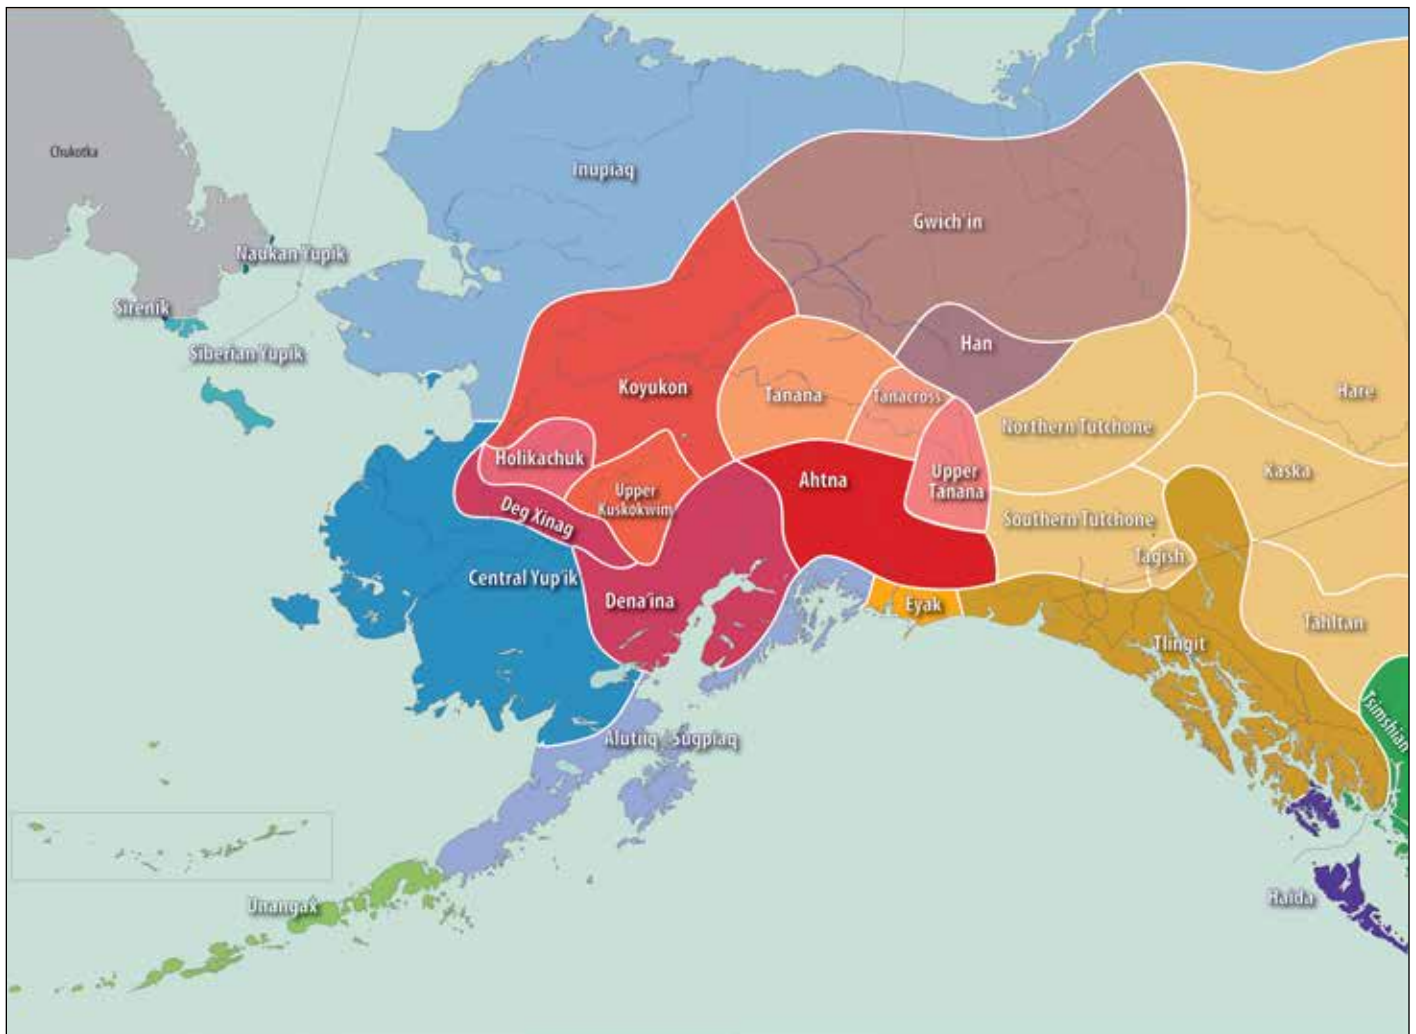 Chukotka
Inupiaq
Gwich'in
Naukan Yupik
Sirenik
Siberian Yupik
Han
Koyukon
Tanana
Tanacross
Hare
Northern Tutchone
Holikachuk
Upper
Kuskokwim
Ahtna
Upper
Tanana
Kaska
Deg Xinag
Southern Tutchone
Tagish
Central Yup'ik
Dena'ina
Eyak
Tahltan
Tlingit
Tsimshian
Alutiiq / Sugpiaq
Unangax̂
Haida